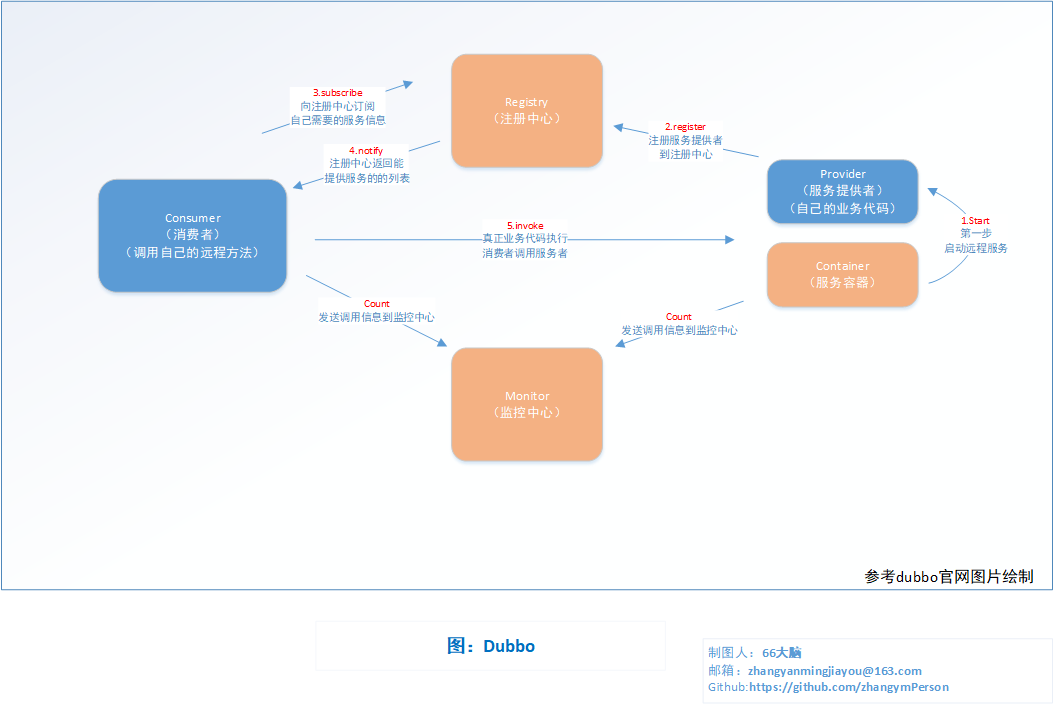 Registry
（注册中心）
3.subscribe
向注册中心订阅
自己需要的服务信息
2.register
注册服务提供者
到注册中心
4.notify
注册中心返回能
提供服务的的列表
Provider
（服务提供者）
（自己的业务代码）
Consumer
（消费者）
（调用自己的远程方法）
5.invoke
真正业务代码执行
消费者调用服务者
1.Start
第一步
启动远程服务
Container
（服务容器）
Count
发送调用信息到监控中心
Count
发送调用信息到监控中心
Monitor
（监控中心）
参考dubbo官网图片绘制
图：Dubbo
制图人：66大脑
邮箱：zhangyanmingjiayou@163.com
Github:https://github.com/zhangymPerson